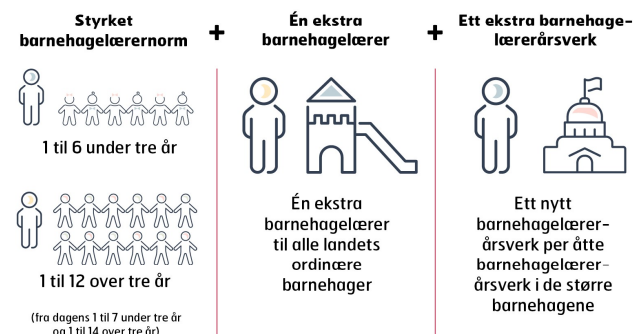 Styrket
barnehagelærernorm
+
Én ekstra
barnehagelærer
+
Ett ekstra barnehage-
lærerårsverk
1 til 6 under tre år
1 til 12 over tre år
(fra dagens 1 til 7 under tre år
og 1 til 14 over tre år)
Én ekstra
barnehagelærer
til alle landets
ordinære
barnehager
Ett nytt
barnehagelærer-
årsverk per åtte
barnehagelærer-
årsverk i de større
barnehagene